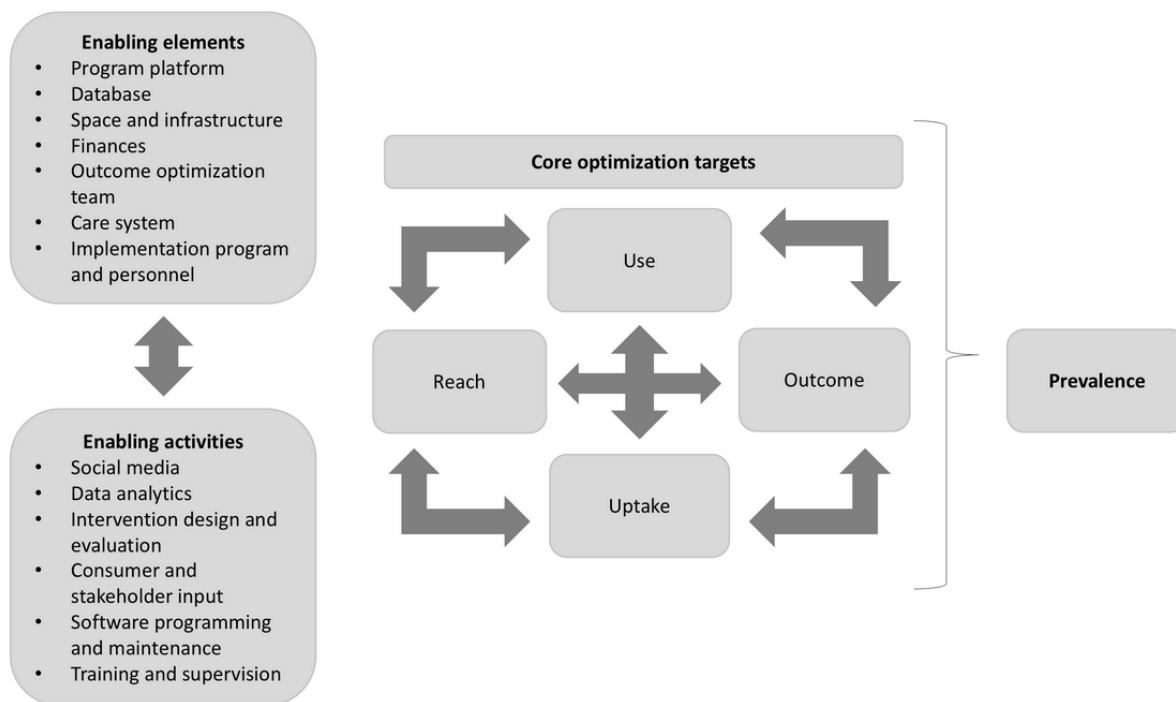 Enabling elements
• Program platform
• Database
• Space and infrastructure
• Finances
• Outcome optimization
team
• Care system
• Implementation program
and personnel
Enabling activities
• Social media
• Data analytics
• Intervention design and
evaluation
• Consumer and
stakeholder input
• Software programming
and maintenance
• Training and supervision
Core optimization targets
Use
Reach
Outcome
Uptake
Prevalence